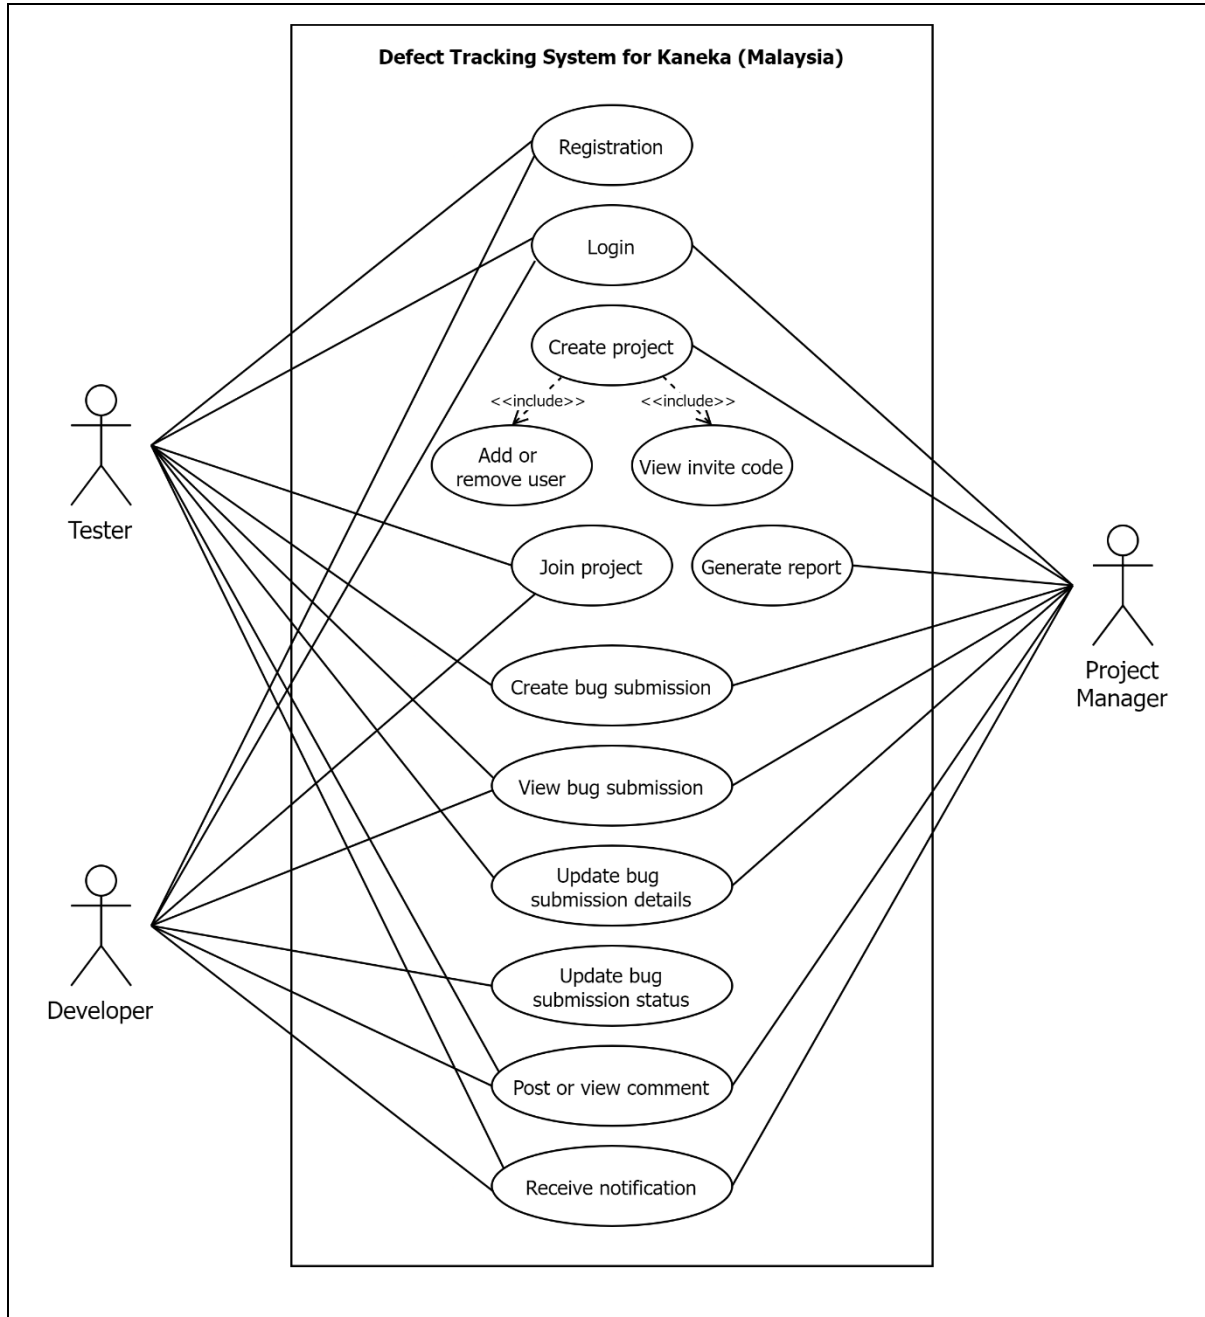 Defect Tracking System for Kaneka (Malaysia)
Registration
Login
Create project
<<include>>
<<include>>
Add or
remove user
View invite code
Tester
Join project
Generate report
Project
Manager
Create bug submission
View bug submission
Update bug
submission details
Developer
Update bug
submission status
Post or view comment
Receive notification